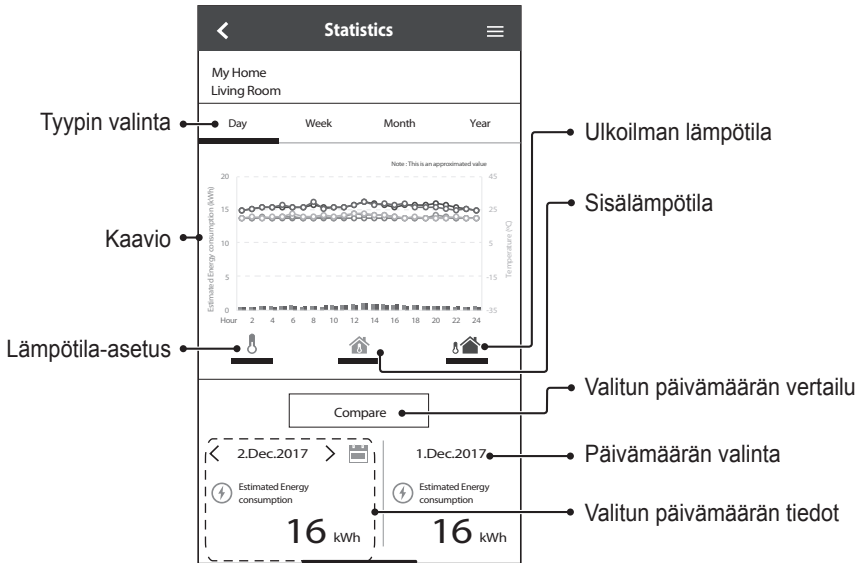 Statistics
My Home
Living Room
Tyypin valinta
Day Week Month Year
Ulkoilman lämpötila
Note : This is an approximated value
Sisälämpötila
Kaavio
Estimated Energy consumption (kWh)
20
15
10
5
0
45
25
5
-15
-35
Temperature (ºC)
Hour 2 4 6 8 10 12 14 16 18 20 22 24
Lämpötila-asetus
Compare
Valitun päivämäärän vertailu
2.Dec.2017
1.Dec.2017
Päivämäärän valinta
Estimated Energy
consumption
16 kWh
Estimated Energy
consumption
16 kWh
Valitun päivämäärän tiedot